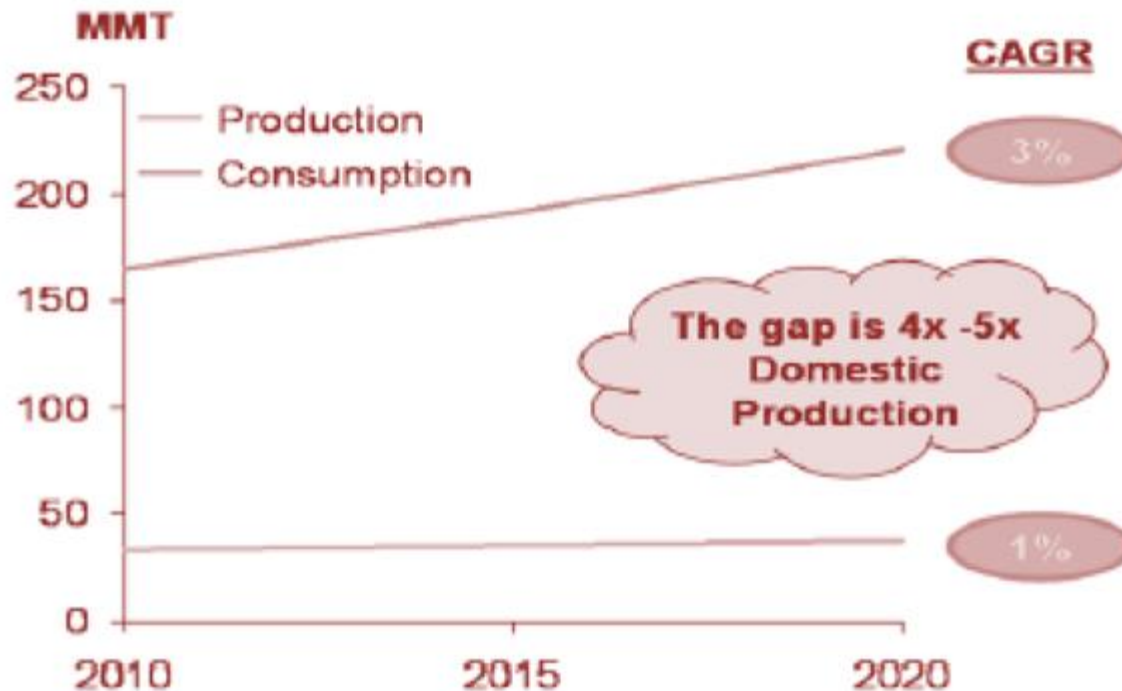 MMT
CAGR
250
Production
3%
Consumption
200
150
The gap is 4x -5x
Domestic
Production
100
50
1%
0
2010 2015 2020